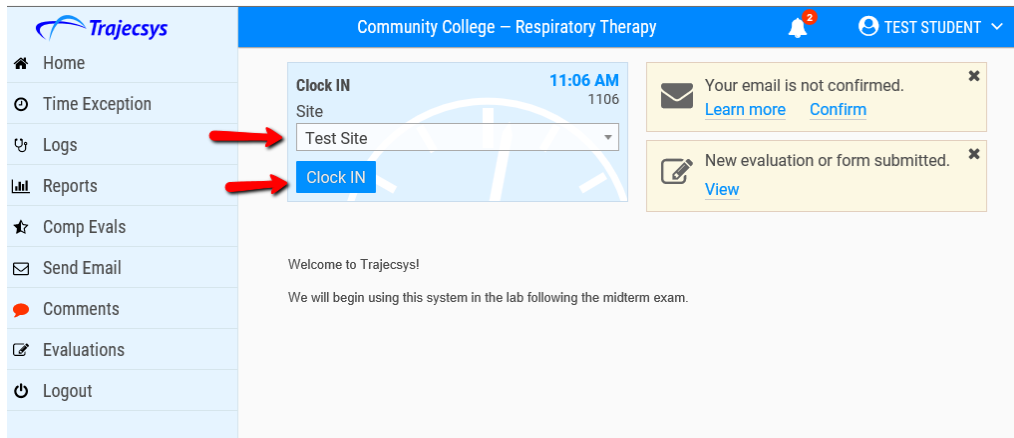 Trajecsys
Community College — Respiratory Therapy
2
TEST STUDENT
Home
Time Exception
Logs
Reports
Comp Evals
Send Email
Comments
Evaluations
Logout
Clock IN
11:06 AM
1106
Site
Test Site
Clock IN
Your email is not confirmed.
Learn more Confirm
New evaluation or form submitted.
View
Welcome to Trajecsys!
We will begin using this system in the lab following the midterm exam.